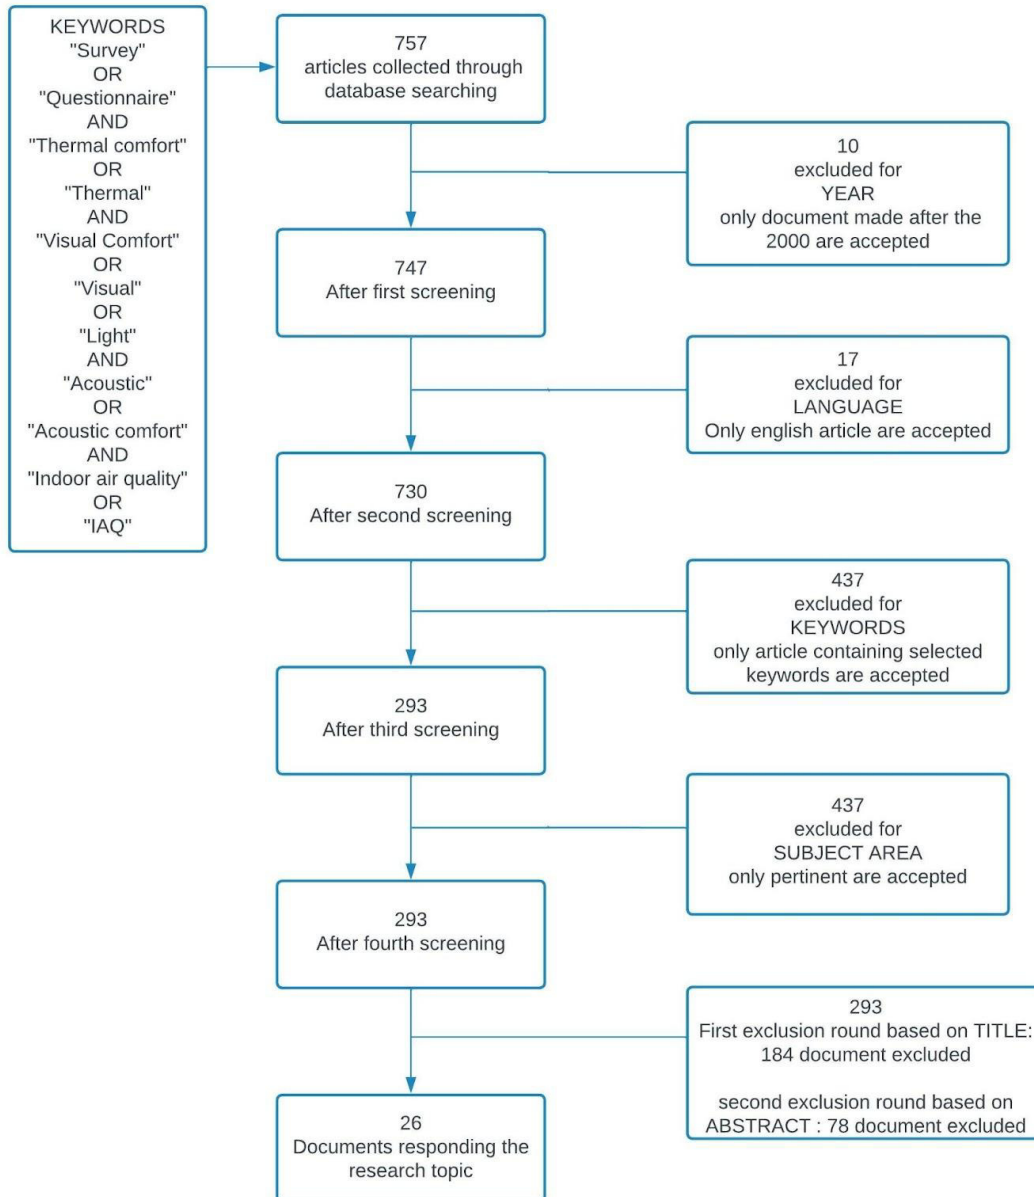 KEYWORDS
"Survey"
OR
"Questionnaire"
AND
"Thermal comfort"
OR
"Thermal"
AND
"Visual Comfort"
OR
"Visual"
OR
"Light"
AND
"Acoustic"
OR
"Acoustic comfort"
AND
"Indoor air quality"
OR
"IAQ"
757
articles collected through
database searching
10
excluded for
YEAR
only document made after the
2000 are accepted
747
After first screening
17
excluded for
LANGUAGE
Only english article are accepted
730
After second screening
437
excluded for
KEYWORDS
only article containing selected
keywords are accepted
293
After third screening
437
excluded for
SUBJECT AREA
only pertinent are accepted
293
After fourth screening
293
First exclusion round based on TITLE:
184 document excluded
second exclusion round based on
ABSTRACT : 78 document excluded
26
Documents responding the
research topic